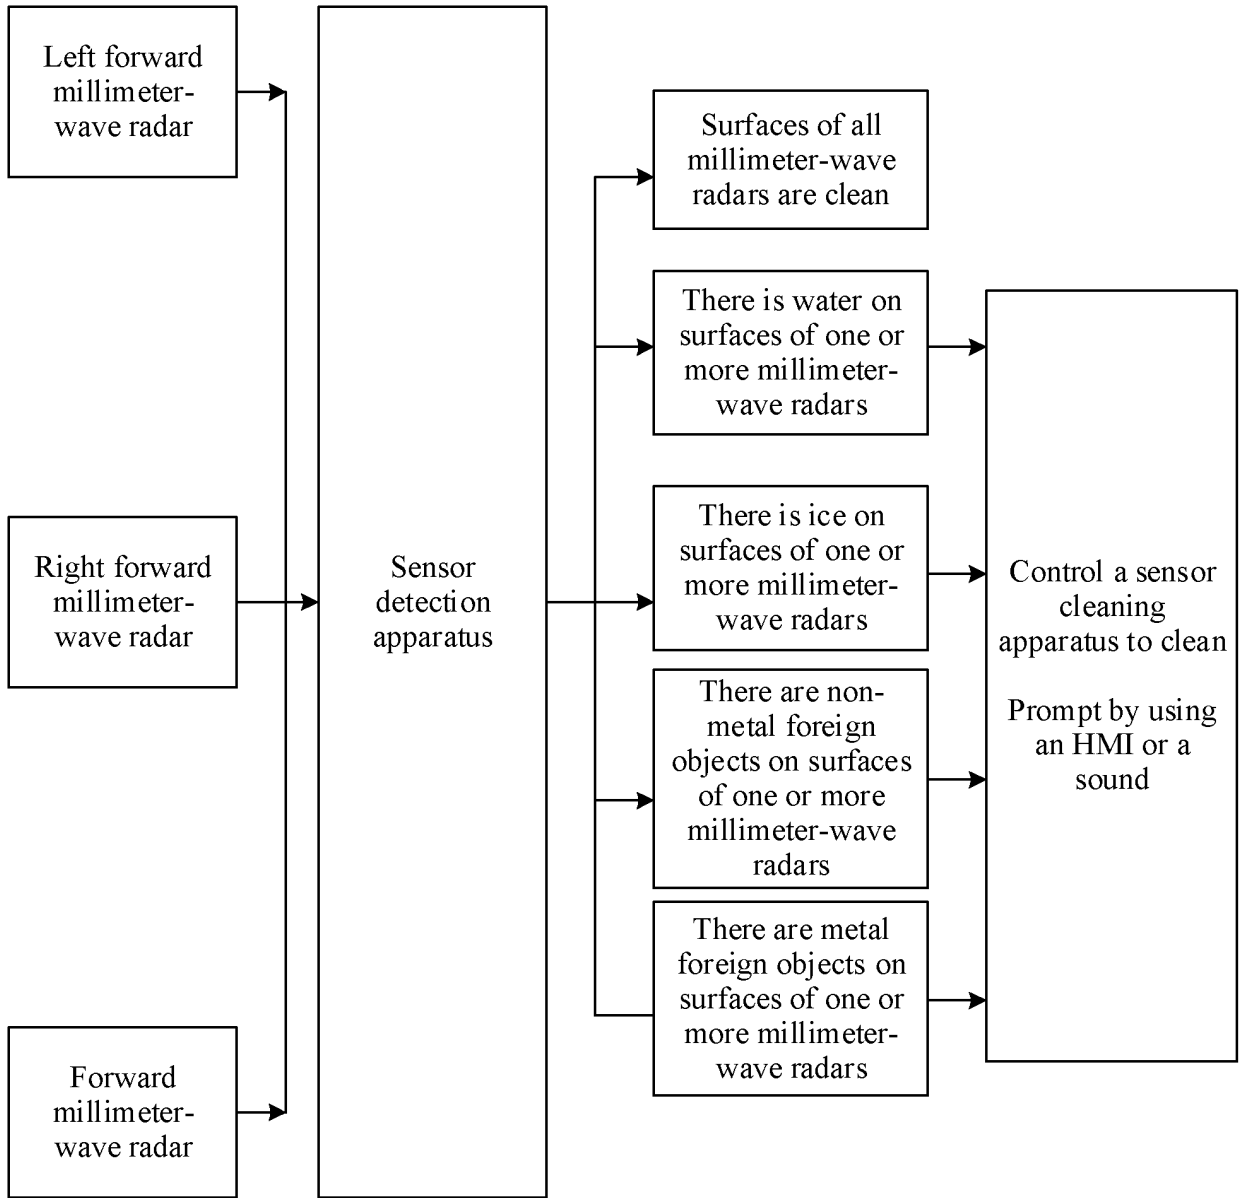 Left forward
millimeter-
wave radar
Right forward
millimeter-
wave radar
Forward
millimeter-
wave radar
Sensor
detection
apparatus
Surfaces of all
millimeter-wave
radars are clean
There is water on
surfaces of one or
more millimeter-
wave radars
There is ice on
surfaces of one or
more millimeter-
wave radars
There are non-
metal foreign
objects on surfaces
of one or more
millimeter-wave
radars
There are metal
foreign objects on
surfaces of one or
more millimeter-
wave radars
Control a sensor
cleaning
apparatus to clean
Prompt by using
an HMI or a
sound